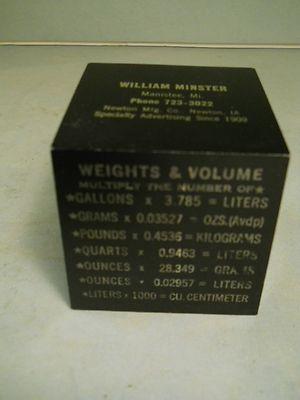 WILLIAM MINSTER
Manistee, Mi.
Phone 723-3022
Newton Mfg. Co. Newton, IA.
Specialty Advertising Since 1909
WEIGHTS & VOLUME
MULTIPLY THE NUMBER OF★
★GALLONS x 3.785 = LITERS
★GRAMS x 0.03527 = OZS.(Avdp)
★POUNDS x 0.4536 = KILOGRAMS
★QUARTS x 0.9463 = LITERS
★OUNCES x 28.349 = GRAMS
★OUNCES x 0.02957 = LITERS
★LITERS x 1000 = CU. CENTIMETER